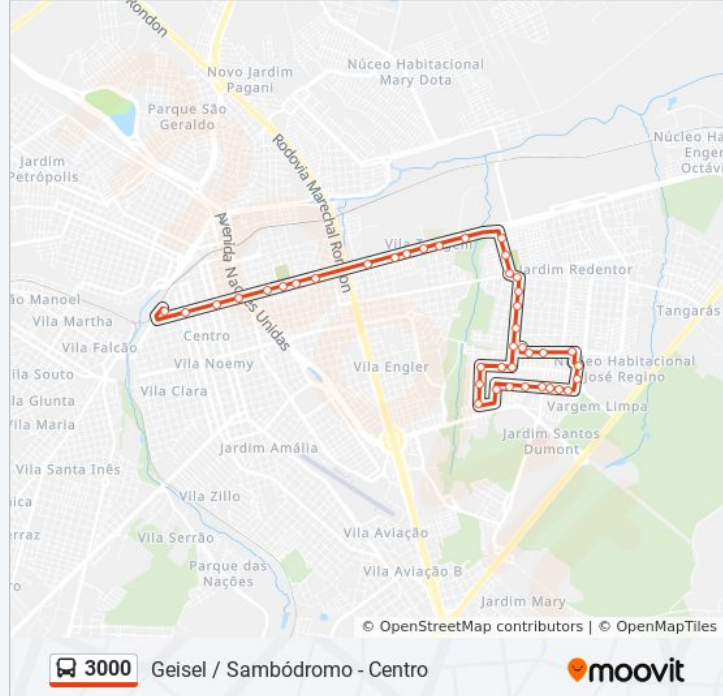 Rondon
Novo Jardim
Pagani
Núcleo Habitacional
Mary Dota
Parque São
Geraldo
Rodovia Marechal Rondon
Núcleo Ha
Enger
Octávi
Jardim
Petrópolis
Avenida Nações Unidas
Jardim Redentor
ão Manoel
Vila Martha
Tangarás
Centro
Vila Falcão
Vila Noemy
Vila Engler
Núcleo Habitacional
José Regino
Vila Souto
Vila Clara
a Giunta
Vargem Limpa
Vila Maria
Jardim Santos
Dumont
Jardim Amália
Vila Santa Inês
Vila Zillo
Vila Aviação
Vila Serrão
Parque das
Nações
Vila Aviação B
Jardim Mary
© OpenStreetMap contributors | © OpenMapTiles
3000 Geisel / Sambódromo - Centro
moovit